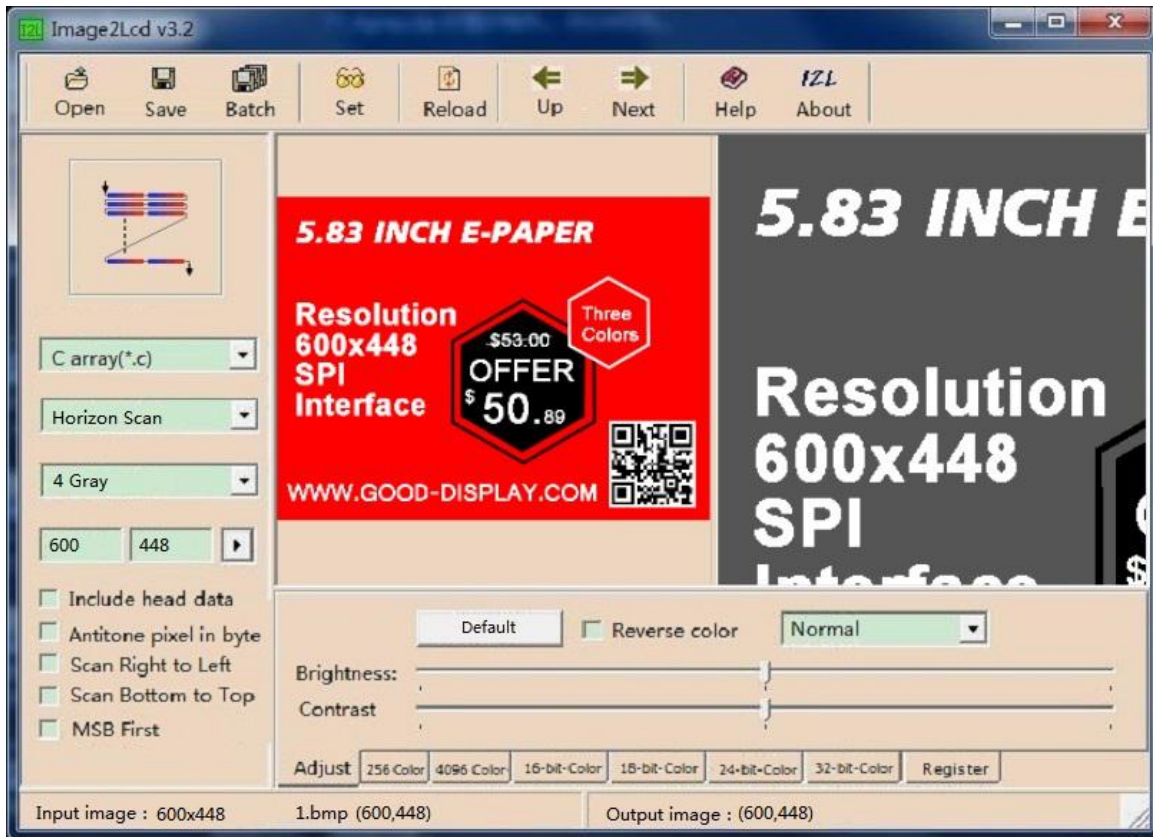 I2L Image2Lcd v3.2
Open Save Batch Set Reload Up Next Help About
I2L
C array(*.c)
Horizon Scan
4 Gray
600 448
Include head data
Antitone pixel in byte
Scan Right to Left
Scan Bottom to Top
MSB First
5.83 INCH E-PAPER
Resolution
600x448
SPI
Interface
Three
Colors
$53.00
OFFER
$50.89
WWW.GOOD-DISPLAY.COM
5.83 INCH E
Resolution
600x448
SPI
Interface
$
Default Reverse color Normal
Brightness:
Contrast
Adjust 256 Color 4096 Color 16-bit-Color 18-bit-Color 24-bit-Color 32-bit-Color Register
Input image : 600x448 1.bmp (600,448) Output image : (600,448)